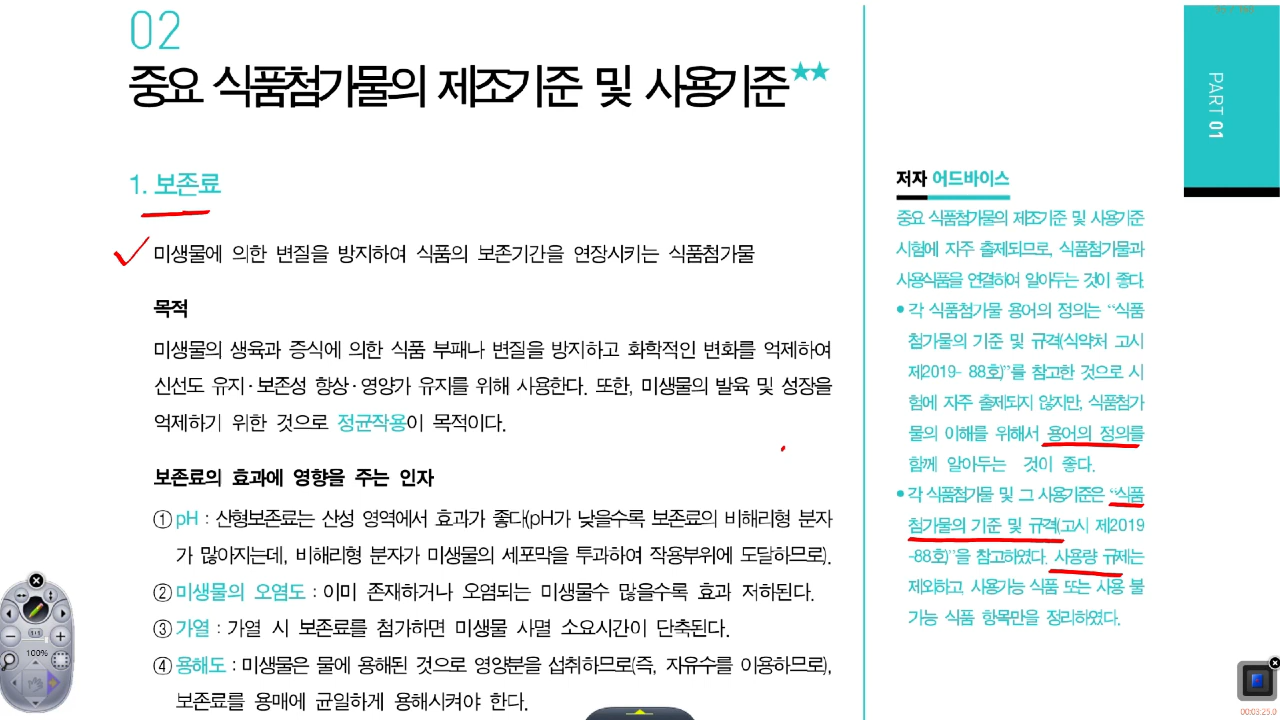 02
중요 식품첨가물의 제조기준 및 사용기준★★
1. 보존료
미생물에 의한 변질을 방지하여 식품의 보존기간을 연장시키는 식품첨가물
목적
미생물의 생육과 증식에 의한 식품 부패나 변질을 방지하고 화학적인 변화를 억제하여
신선도 유지·보존성 향상·영양가 유지를 위해 사용한다. 또한, 미생물의 발육 및 성장을
억제하기 위한 것으로 정균작용이 목적이다.
보존료의 효과에 영향을 주는 인자
① pH : 산형보존료는 산성 영역에서 효과가 좋다(pH가 낮을수록 보존료의 비해리형 분자
가 많아지는데, 비해리형 분자가 미생물의 세포막을 투과하여 작용부위에 도달하므로).
② 미생물의 오염도 : 이미 존재하거나 오염되는 미생물수 많을수록 효과 저하된다.
③ 가열 : 가열 시 보존료를 첨가하면 미생물 사멸 소요시간이 단축된다.
④ 용해도 : 미생물은 물에 용해된 것으로 영양분을 섭취하므로(즉, 자유수를 이용하므로),
보존료를 용매에 균일하게 용해시켜야 한다.
저자 어드바이스
중요 식품첨가물의 제조기준 및 사용기준
시험에 자주 출제되므로, 식품첨가물과
사용식품을 연결하여 알아두는 것이 좋다
• 각 식품첨가물 용어의 정의는 “식품
첨가물의 기준 및 규격(식약처 고시
제2019- 88호)”를 참고한 것으로 시
험에 자주 출제되지 않지만, 식품첨가
물의 이해를 위해서 용어의 정의를
함께 알아두는 것이 좋다.
• 각 식품첨가물 및 그 사용기준은 “식품
첨가물의 기준 및 규격(고시 제2019
-88호)”을 참고하였다. 사용량 규제는
제외하고, 사용가능 식품 또는 사용 불
가능 식품 항목만을 정리하였다.
PART 01
100%
00:03:25.0